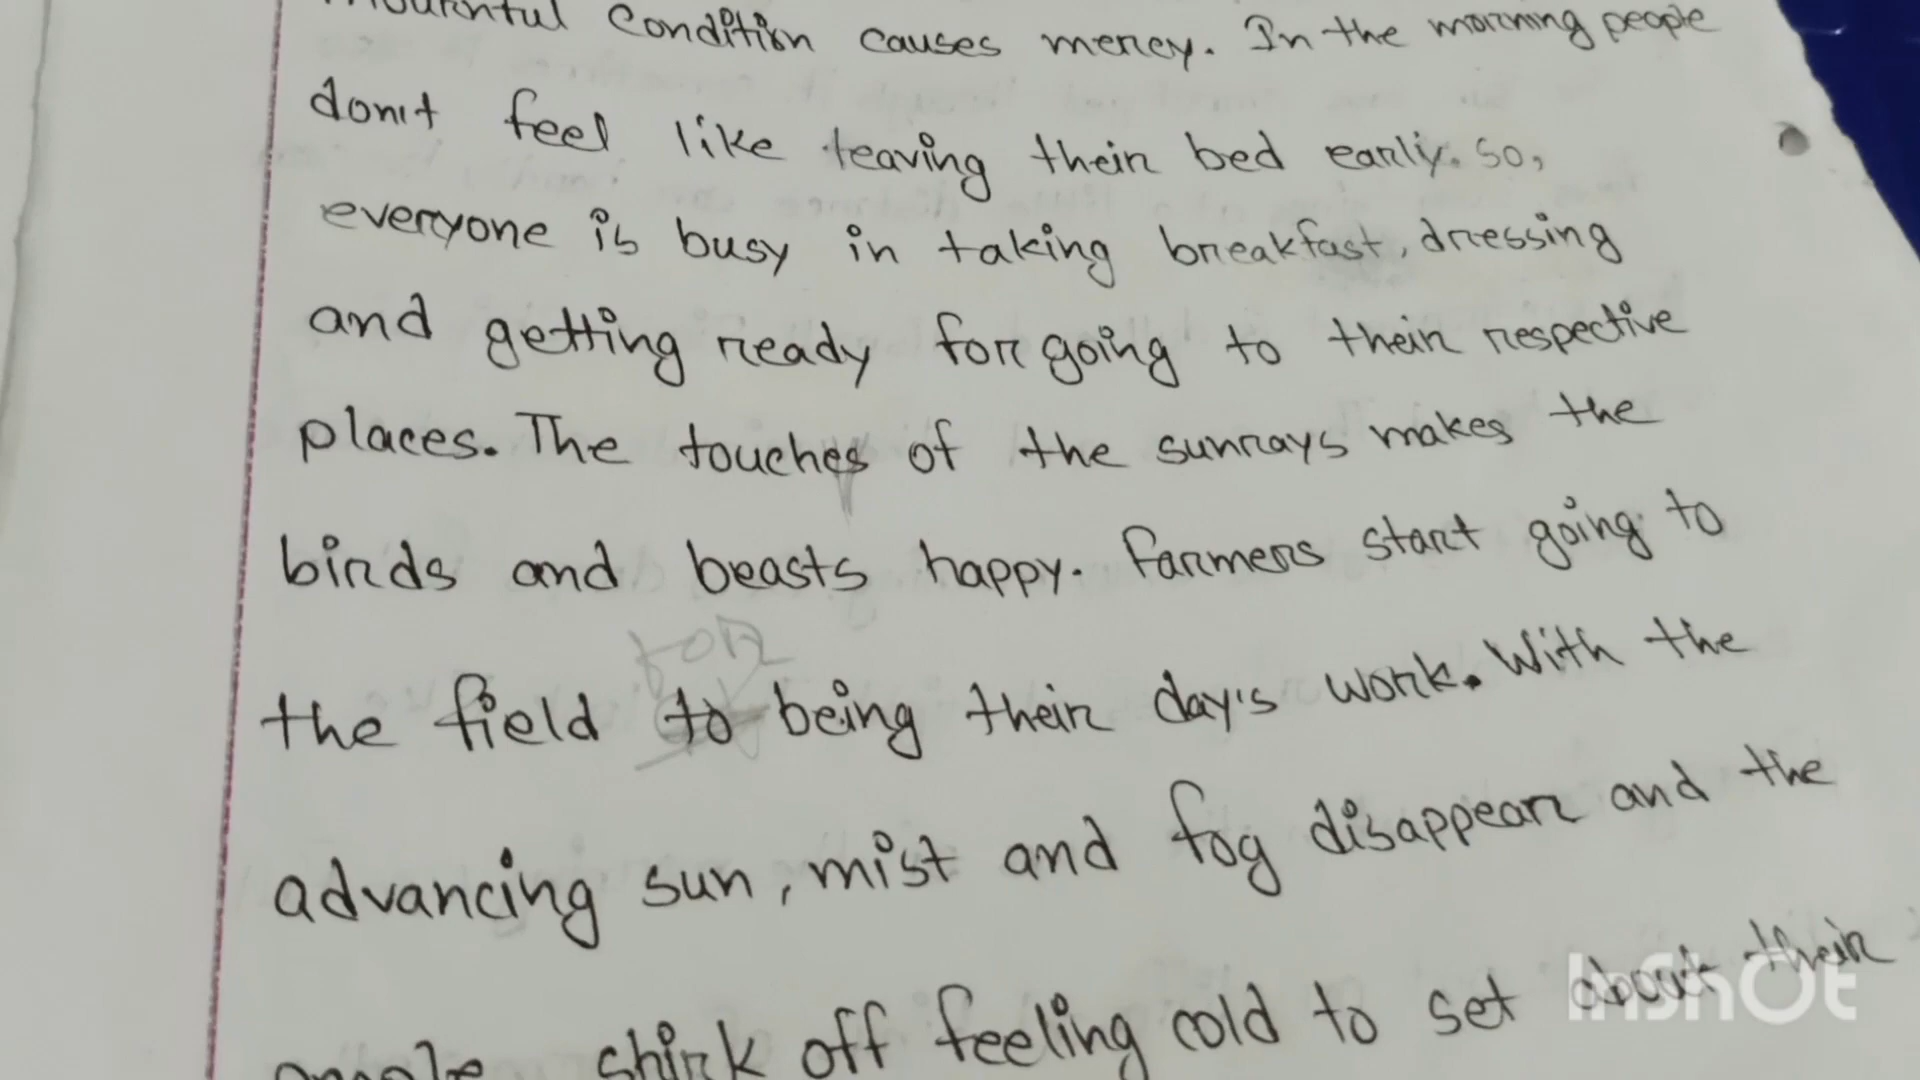 mournful condition causes mercy. In the morning people
don't feel like leaving their bed early. So,
everyone is busy in taking breakfast, dressing
and getting ready for going to their respective
places. The touches of the sunrays makes the
birds and beasts happy. Farmers start going to
for
the field to being their day's work. With the
advancing sun, mist and fog disappear and the
people shirk off feeling cold to set about their
InShOt